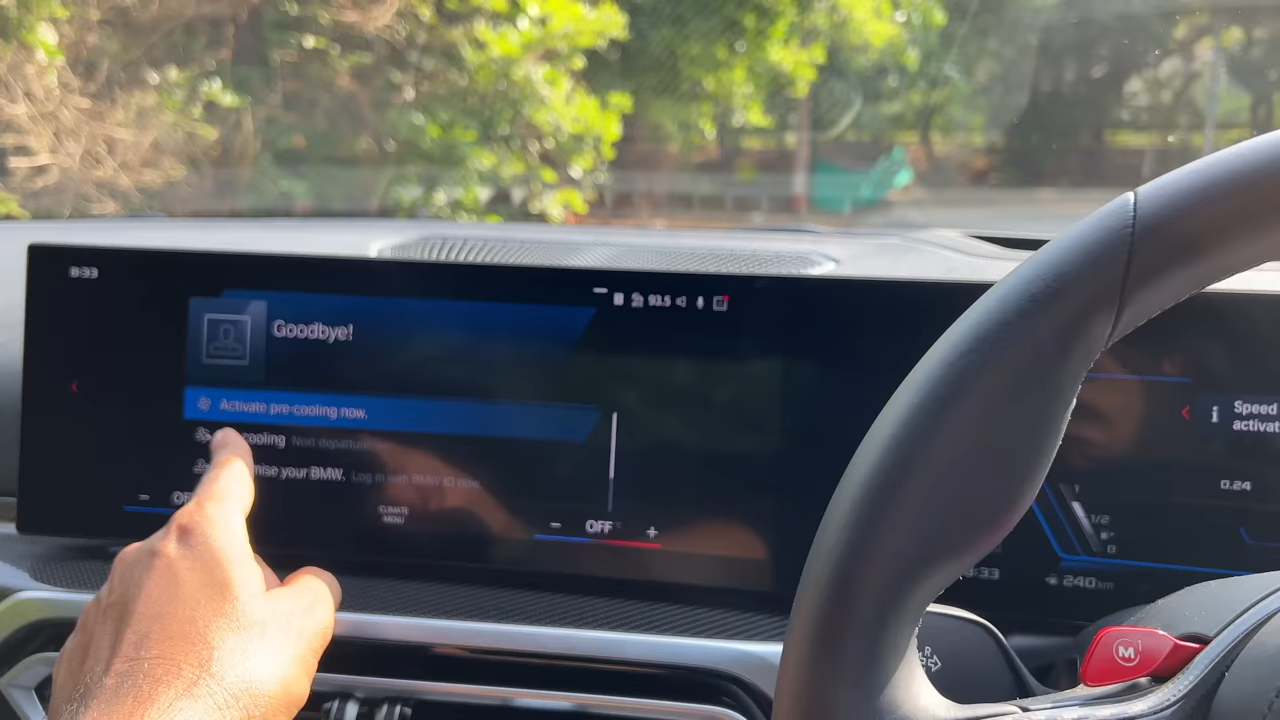 8:33
93.5
Goodbye!
Activate pre-cooling now.
cooling Next departure
mise your BMW, Log in with BMW ID now.
OFF
CLIMATE
MENU
− OFF +
Speed
activat
0.24
1/2
0
:33
240 km
R
M